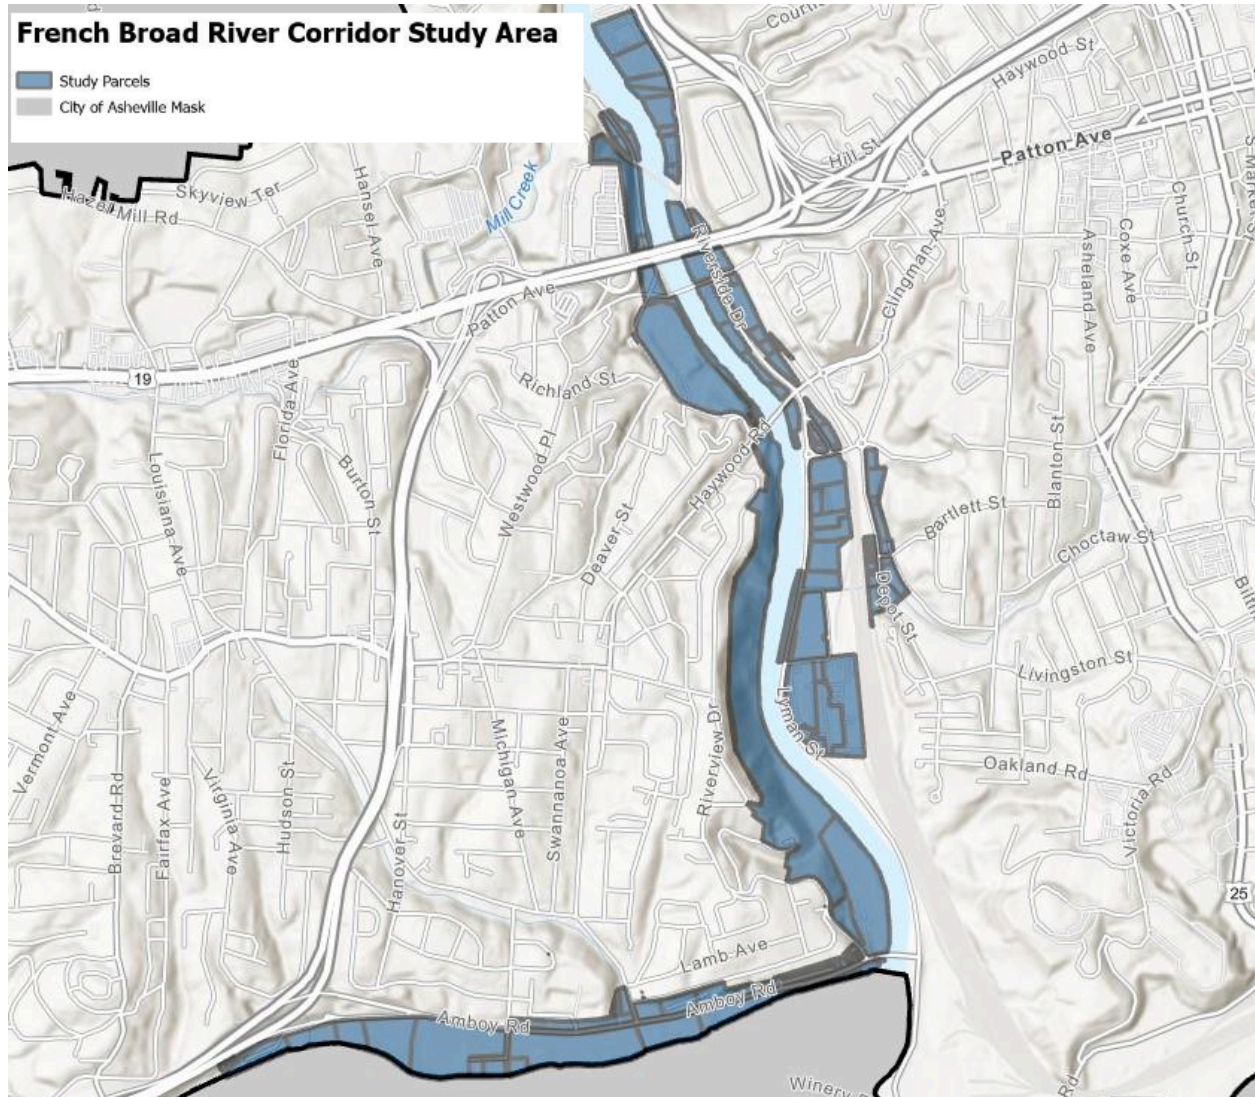 French Broad River Corridor Study Area
Study Parcels
City of Asheville Mask
Haywood St
Hill St
Patton Ave
Skyview Ter
Hazel Mill Rd
Hansel Ave
Mill Creek
Riverside Dr
Clingman Ave
Asheland Ave
Coxe Ave
Church St
Patton Ave
19
Richland St
Florida Ave
Burton St
Louisiana Ave
Westwood Pl
Haywood Rd
Deaver St
Blanton St
Bartlett St
Choctaw St
Depot St
Livingston St
Lyman St
Vermont Ave
Brevard Rd
Fairfax Ave
Virginia Ave
Hudson St
Hanover St
Michigan Ave
Swannanoa Ave
Riverview Dr
Oakland Rd
Victoria Rd
25
Lamb Ave
Amboy Rd
Amboy Rd
Winery
Rd